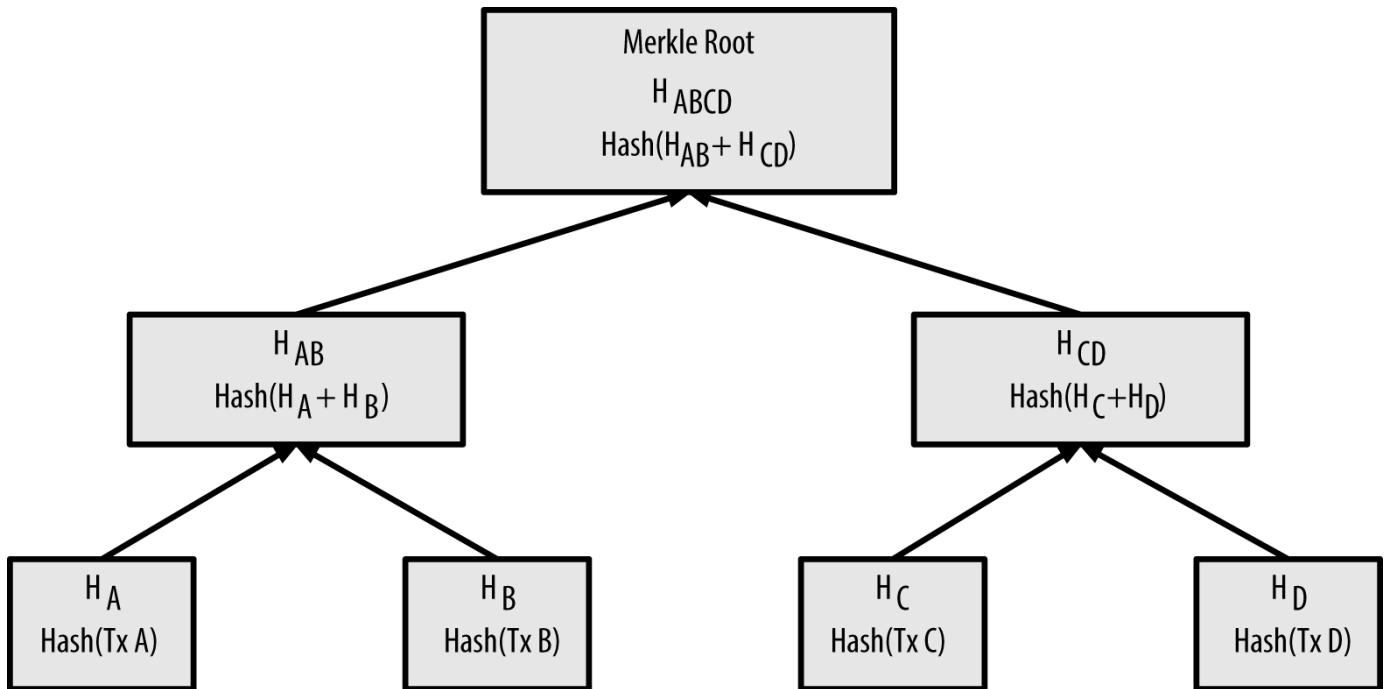 Merkle Root
H ABCD
Hash(H AB + H CD)
H AB
Hash(H A + H B)
H CD
Hash(H C+H D)
H A
Hash(Tx A)
H B
Hash(Tx B)
H C
Hash(Tx C)
H D
Hash(Tx D)